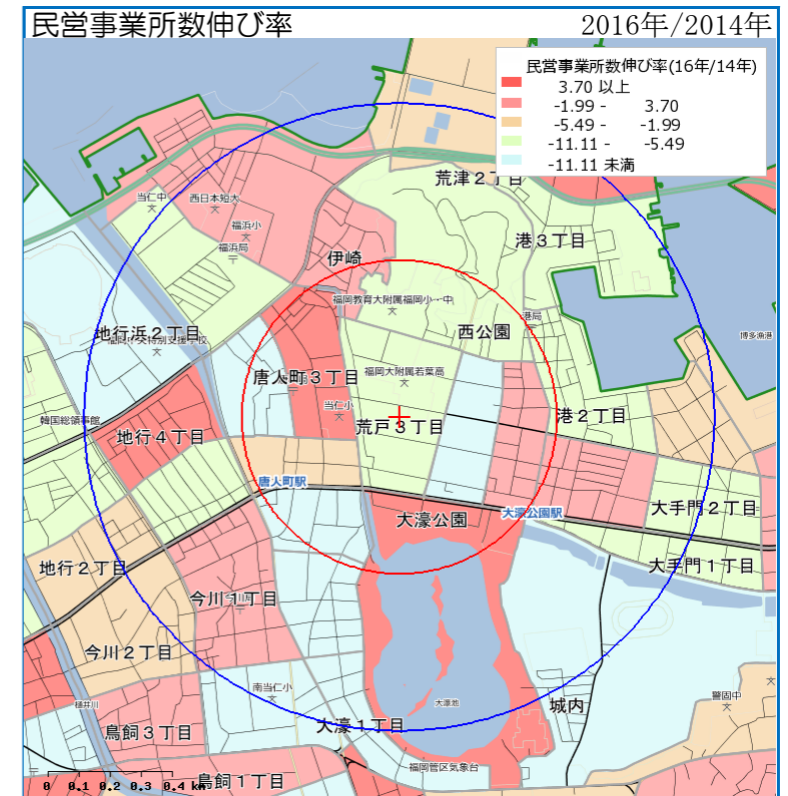 民営事業所数伸び率 2016年/2014年
民営事業所数伸び率(16年/14年)
3.70 以上
-1.99 - 3.70
-5.49 - -1.99
-11.11 - -5.49
-11.11 未満
荒津２丁目
当仁中
西日本短大
福浜小
福浜局
港３丁目
伊崎
福岡教育大附属福岡小・中
港局
地行浜２丁目
西公園
博多漁港
唐人町３丁目
福岡大附属若葉高
当仁小
韓国総領事館
地行４丁目
荒戸３丁目
港２丁目
唐人町駅
大濠公園
大濠公園駅
大手門２丁目
地行２丁目
大手門１丁目
今川１丁目
今川２丁目
南当仁小
警固中
樋井川
大濠池
城内
鳥飼３丁目
大濠１丁目
福岡管区気象台
鳥飼１丁目
0 0.1 0.2 0.3 0.4 km